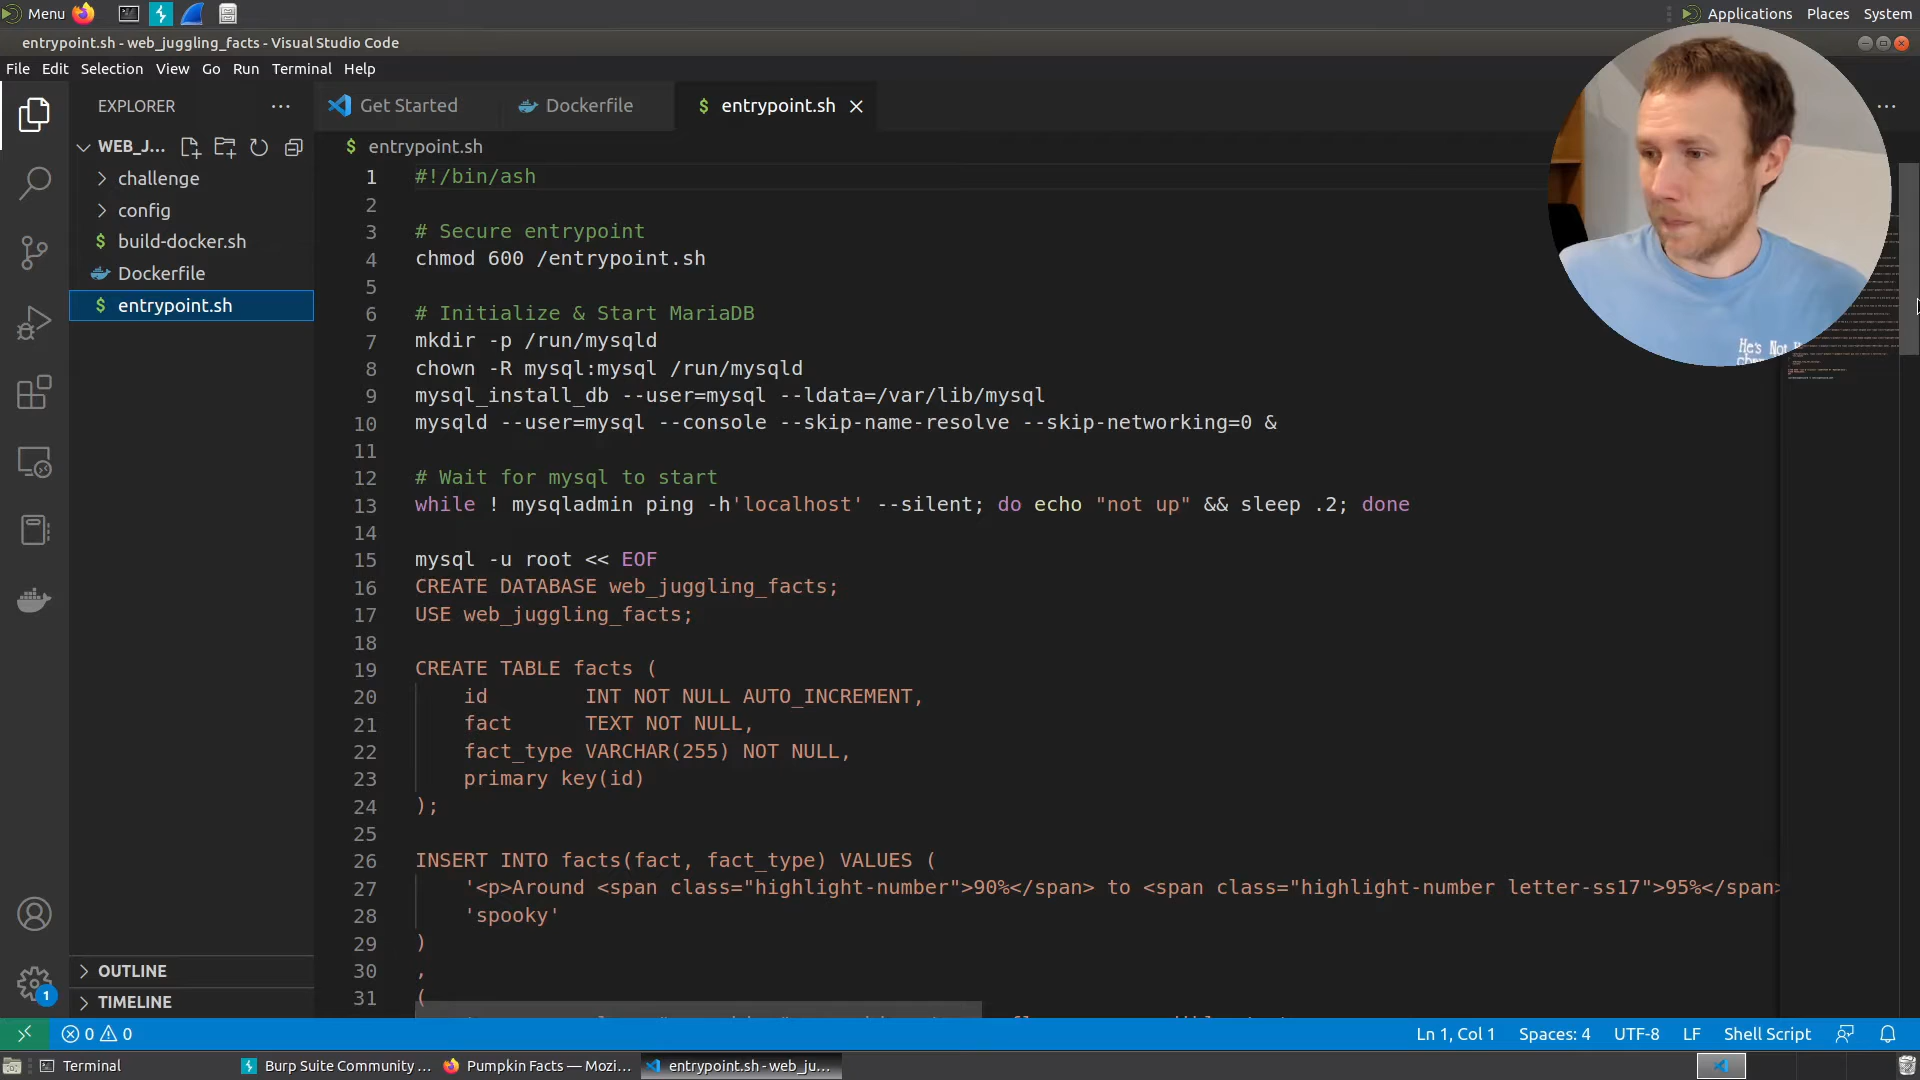 Menu
Applications Places System
entrypoint.sh - web_juggling_facts - Visual Studio Code
File Edit Selection View Go Run Terminal Help
EXPLORER
Get Started
Dockerfile
$ entrypoint.sh
WEB_J...
$ entrypoint.sh
challenge
config
$ build-docker.sh
Dockerfile
$ entrypoint.sh
1 #!/bin/ash
2
3 # Secure entrypoint
4 chmod 600 /entrypoint.sh
5
6 # Initialize & Start MariaDB
7 mkdir -p /run/mysqld
8 chown -R mysql:mysql /run/mysqld
9 mysql_install_db --user=mysql --ldata=/var/lib/mysql
10 mysqld --user=mysql --console --skip-name-resolve --skip-networking=0 &
11
12 # Wait for mysql to start
13 while ! mysqladmin ping -h'localhost' --silent; do echo "not up" && sleep .2; done
14
15 mysql -u root << EOF
16 CREATE DATABASE web_juggling_facts;
17 USE web_juggling_facts;
18
19 CREATE TABLE facts (
20 id INT NOT NULL AUTO_INCREMENT,
21 fact TEXT NOT NULL,
22 fact_type VARCHAR(255) NOT NULL,
23 primary key(id)
24 );
25
26 INSERT INTO facts(fact, fact_type) VALUES (
27 '<p>Around <span class="highlight-number">90%</span> to <span class="highlight-number letter-ss17">95%</span>
28 'spooky'
29 )
30 ,
31 (
He's Not
OUTLINE
TIMELINE
1
0 0
Ln 1, Col 1 Spaces: 4 UTF-8 LF Shell Script
Terminal
Burp Suite Community ...
Pumpkin Facts — Mozi...
entrypoint.sh - web_ju...